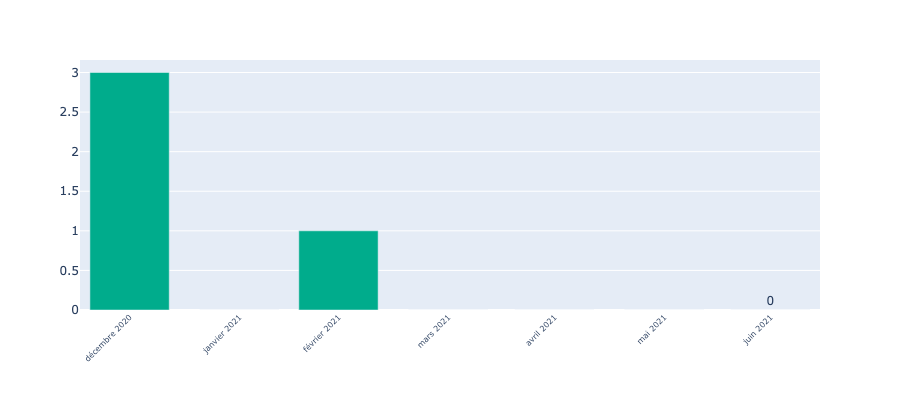 3
2.5
2
1.5
1
0.5
0
0
décembre 2020
janvier 2021
février 2021
mars 2021
avril 2021
mai 2021
juin 2021